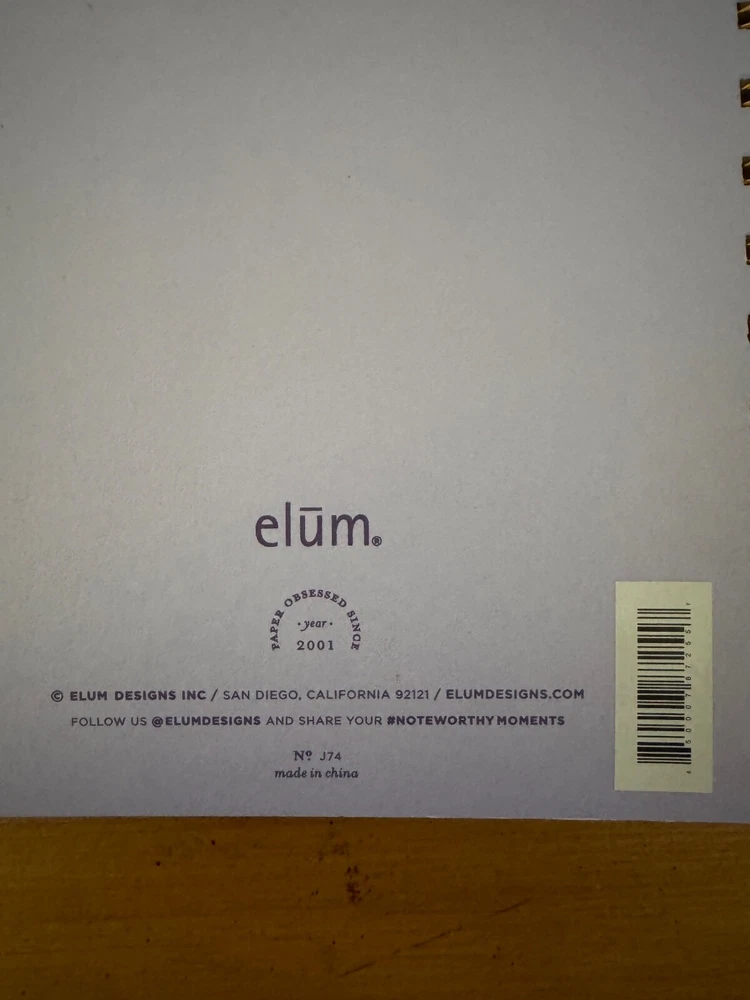 elūm®
PAPER OBSESSED SINCE
· year ·
2001
© ELUM DESIGNS INC / SAN DIEGO, CALIFORNIA 92121 / ELUMDESIGNS.COM
FOLLOW US @ELUMDESIGNS AND SHARE YOUR #NOTEWORTHYMOMENTS
Nº J74
made in china